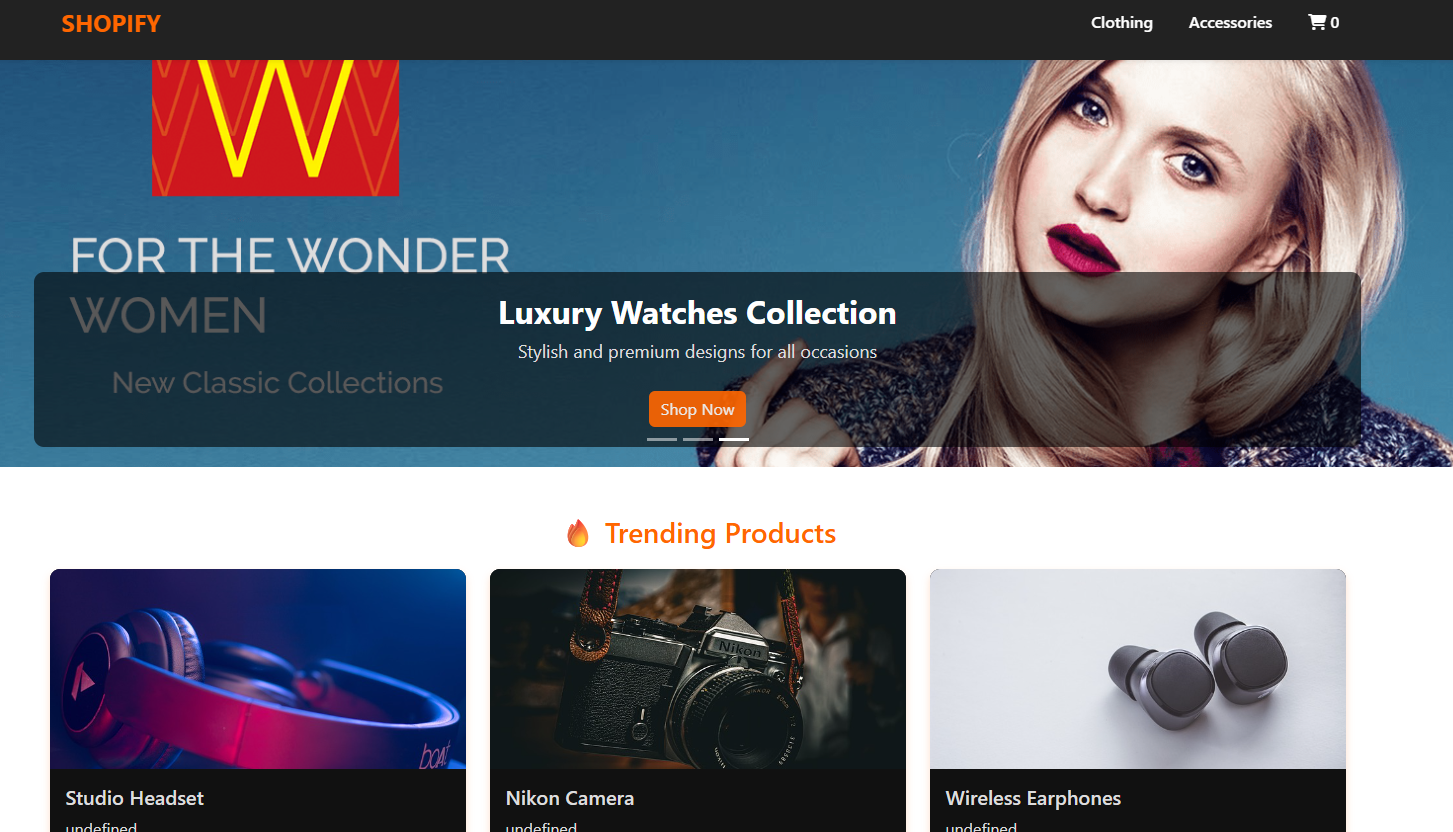 SHOPIFY
Clothing Accessories 0
W
FOR THE WONDER
WOMEN
New Classic Collections
Luxury Watches Collection
Stylish and premium designs for all occasions
Shop Now
Trending Products
boAt
Nikon
Studio Headset
Nikon Camera
Wireless Earphones
undefined
undefined
undefined